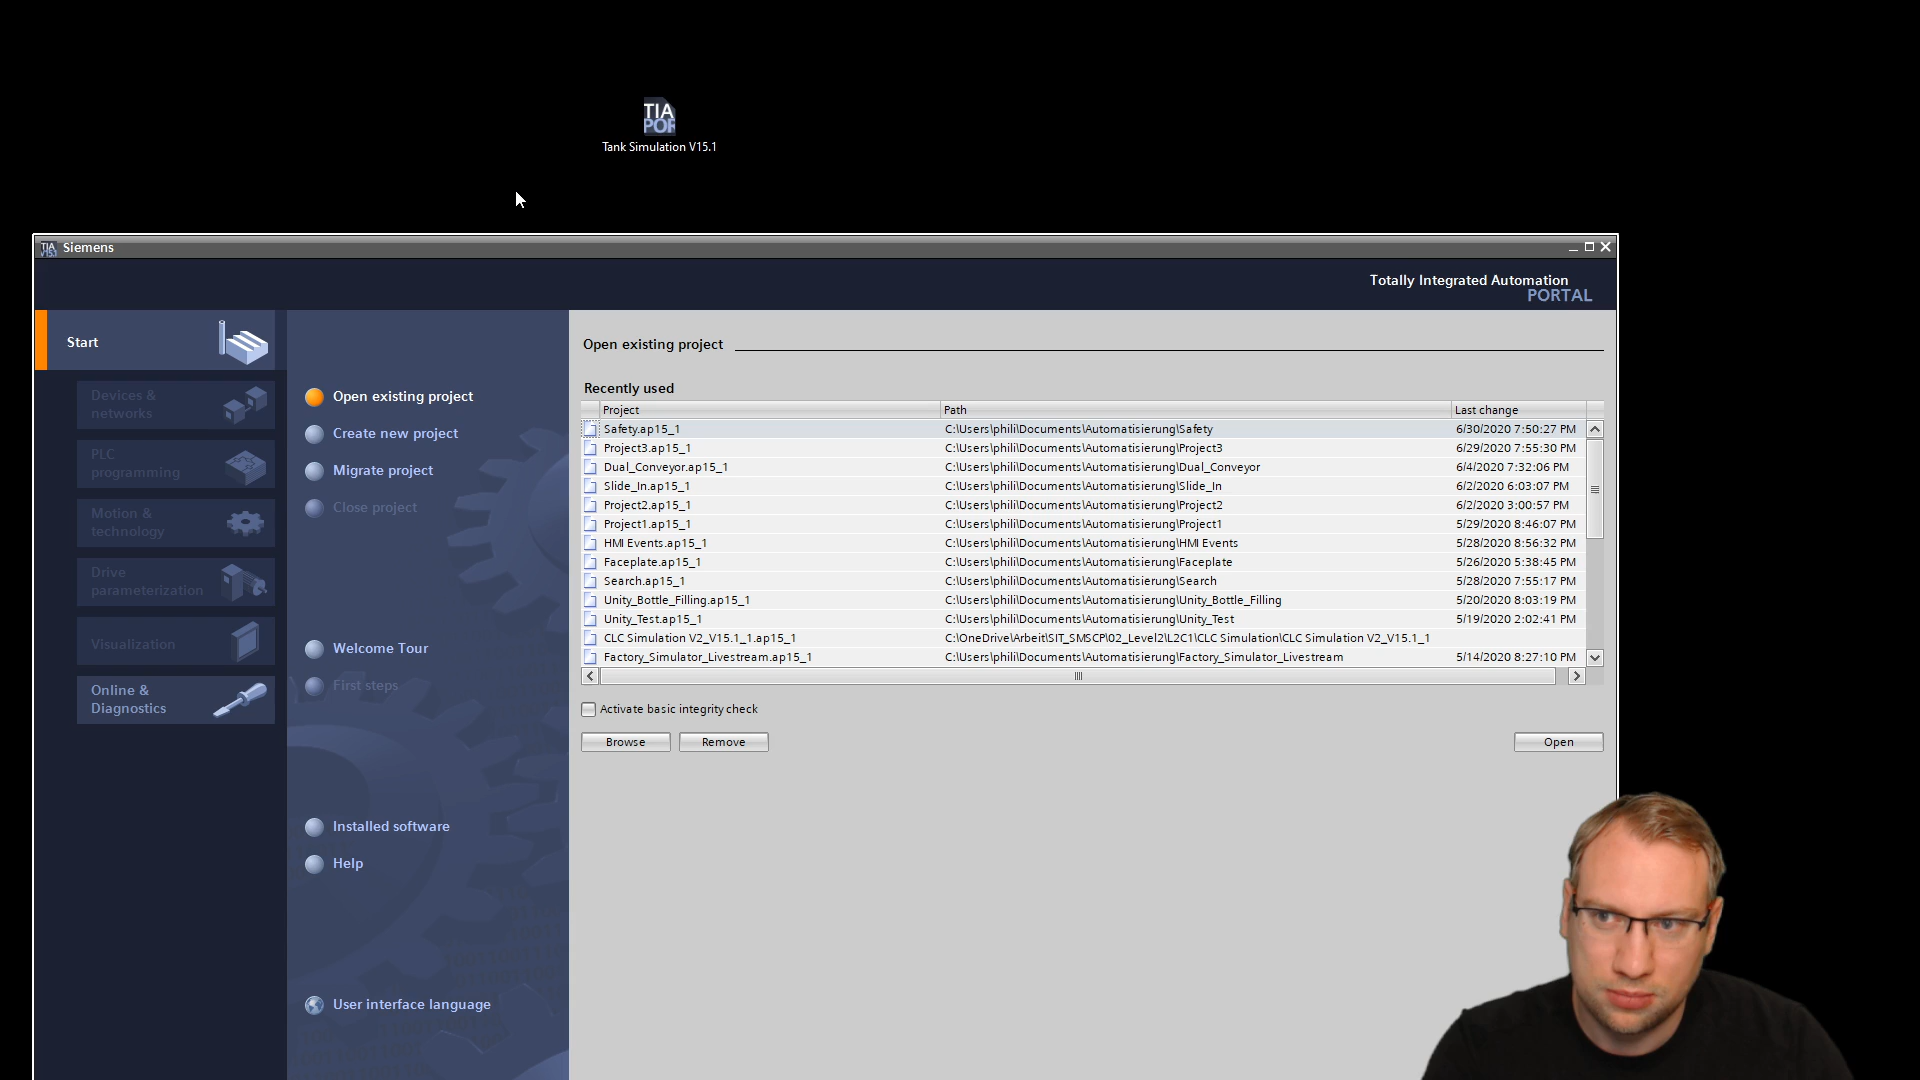 TIA
POR
Tank Simulation V15.1
TIA
V15.1
Siemens
Totally Integrated Automation
PORTAL
Start
Devices &
networks
PLC
programming
Motion &
technology
Drive
parameterization
Visualization
Online &
Diagnostics
Open existing project
Create new project
Migrate project
Close project
Welcome Tour
First steps
Installed software
Help
User interface language
Open existing project
Recently used
Project Path Last change
Safety.ap15_1 C:\Users\phili\Documents\Automatisierung\Safety 6/30/2020 7:50:27 PM
Project3.ap15_1 C:\Users\phili\Documents\Automatisierung\Project3 6/29/2020 7:55:30 PM
Dual_Conveyor.ap15_1 C:\Users\phili\Documents\Automatisierung\Dual_Conveyor 6/4/2020 7:32:06 PM
Slide_In.ap15_1 C:\Users\phili\Documents\Automatisierung\Slide_In 6/2/2020 6:03:07 PM
Project2.ap15_1 C:\Users\phili\Documents\Automatisierung\Project2 6/2/2020 3:00:57 PM
Project1.ap15_1 C:\Users\phili\Documents\Automatisierung\Project1 5/29/2020 8:46:07 PM
HMI Events.ap15_1 C:\Users\phili\Documents\Automatisierung\HMI Events 5/28/2020 8:56:32 PM
Faceplate.ap15_1 C:\Users\phili\Documents\Automatisierung\Faceplate 5/26/2020 5:38:45 PM
Search.ap15_1 C:\Users\phili\Documents\Automatisierung\Search 5/28/2020 7:55:17 PM
Unity_Bottle_Filling.ap15_1 C:\Users\phili\Documents\Automatisierung\Unity_Bottle_Filling 5/20/2020 8:03:19 PM
Unity_Test.ap15_1 C:\Users\phili\Documents\Automatisierung\Unity_Test 5/19/2020 2:02:41 PM
CLC Simulation V2_V15.1_1.ap15_1 C:\OneDrive\Arbeit\SIT_SMSCP\02_Level2\L2C1\CLC Simulation\CLC Simulation V2_V15.1_1
Factory_Simulator_Livestream.ap15_1 C:\Users\phili\Documents\Automatisierung\Factory_Simulator_Livestream 5/14/2020 8:27:10 PM
Activate basic integrity check
Browse Remove Open